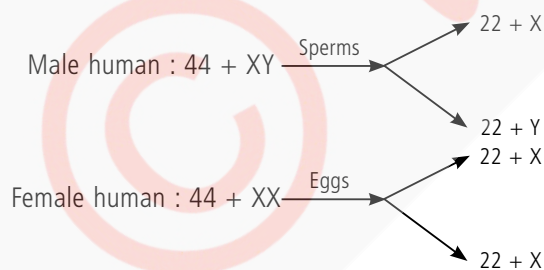 22 + X
Sperms
Male human : 44 + XY
22 + Y
22 + X
Eggs
Female human : 44 + XX
22 + X